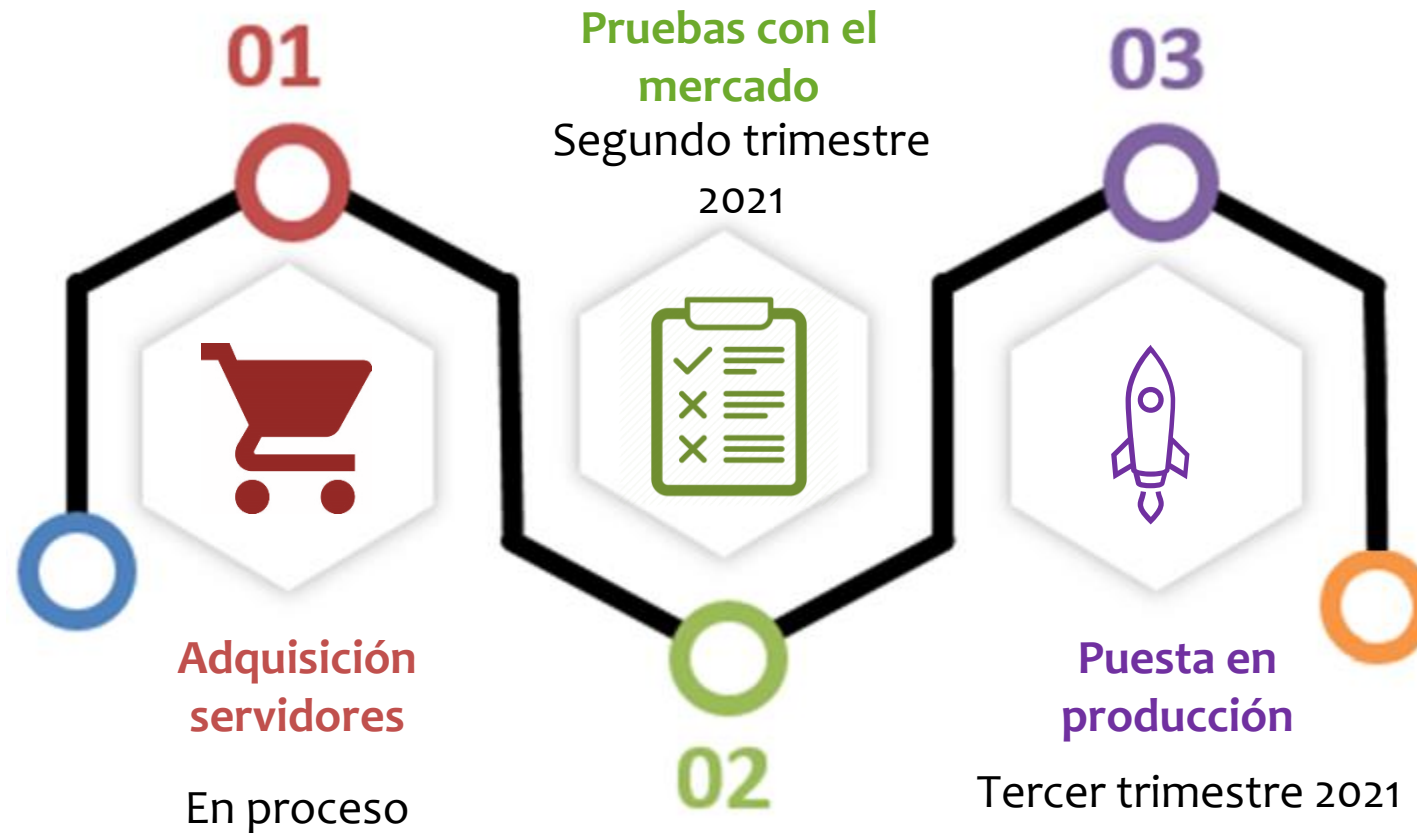 01
Adquisición
servidores
En proceso
Pruebas con el
mercado
Segundo trimestre
2021
02
03
Puesta en
producción
Tercer trimestre 2021